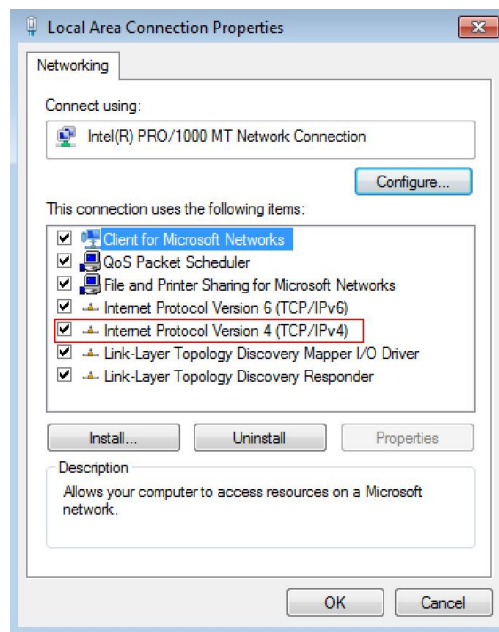 Local Area Connection Properties
Networking
Connect using:
Intel(R) PRO/1000 MT Network Connection
Configure...
This connection uses the following items:
Client for Microsoft Networks
QoS Packet Scheduler
File and Printer Sharing for Microsoft Networks
Internet Protocol Version 6 (TCP/IPv6)
Internet Protocol Version 4 (TCP/IPv4)
Link-Layer Topology Discovery Mapper I/O Driver
Link-Layer Topology Discovery Responder
Install... Uninstall Properties
Description
Allows your computer to access resources on a Microsoft
network.
OK Cancel